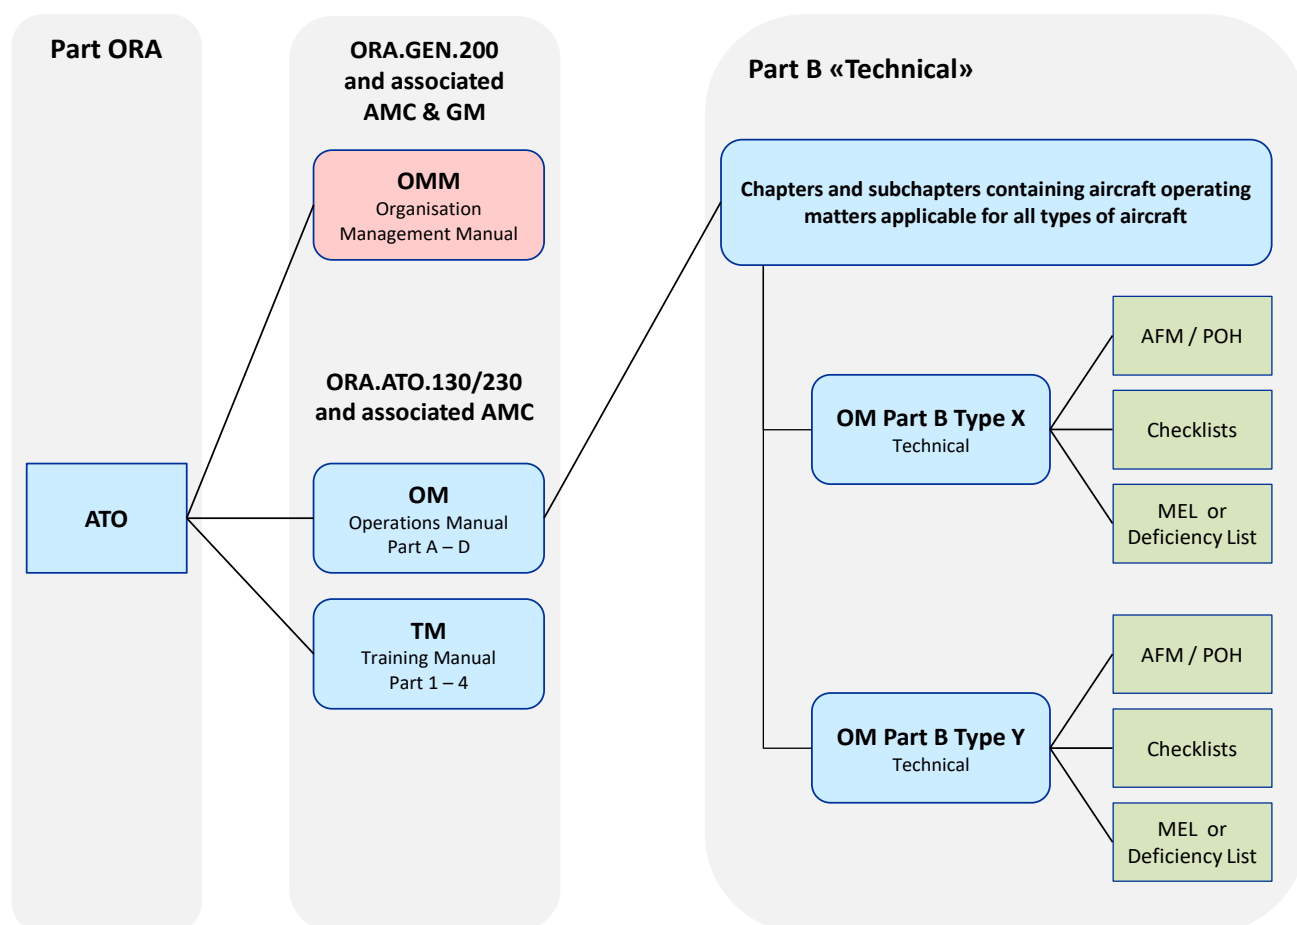 Part ORA
ORA.GEN.200
and associated
AMC & GM
OMM
Organisation
Management Manual
ORA.ATO.130/230
and associated AMC
ATO
OM
Operations Manual
Part A – D
TM
Training Manual
Part 1 – 4
Part B «Technical»
Chapters and subchapters containing aircraft operating
matters applicable for all types of aircraft
OM Part B Type X
Technical
AFM / POH
Checklists
MEL or
Deficiency List
OM Part B Type Y
Technical
AFM / POH
Checklists
MEL or
Deficiency List